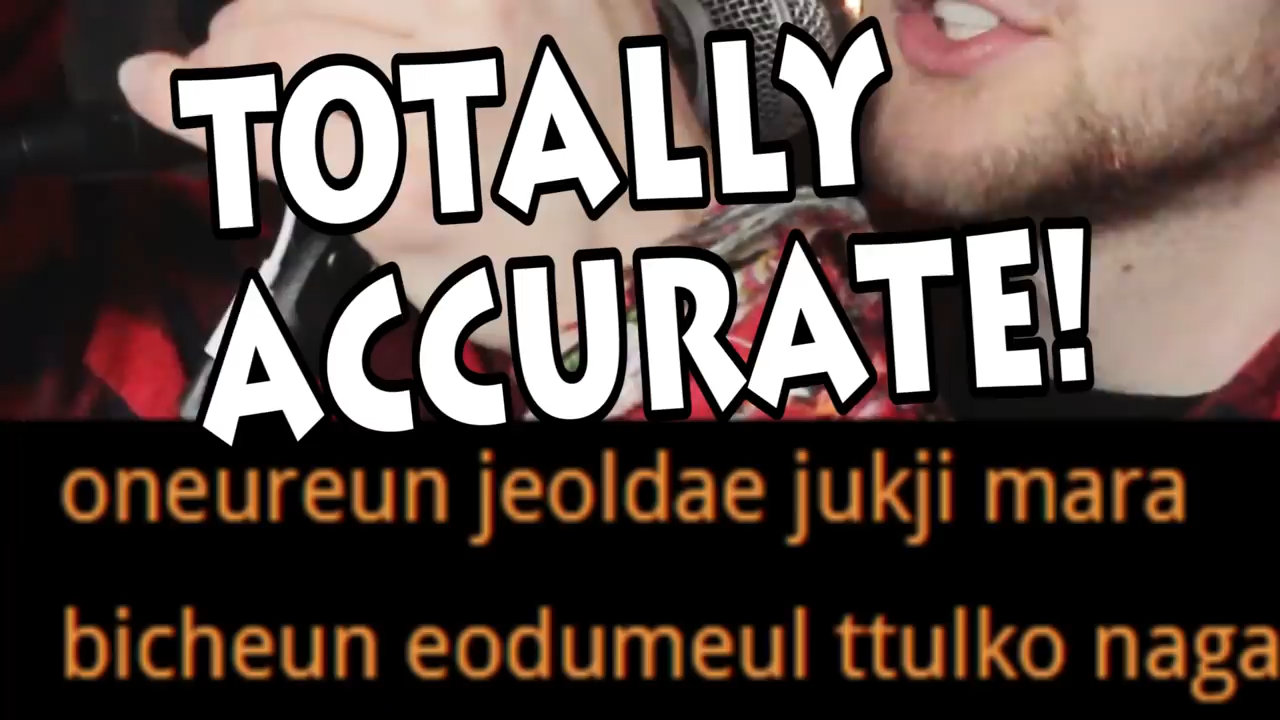 TOTALLY
ACCURATE!
oneureun jeoldae jukji mara
bicheun eodumeul ttulko naga